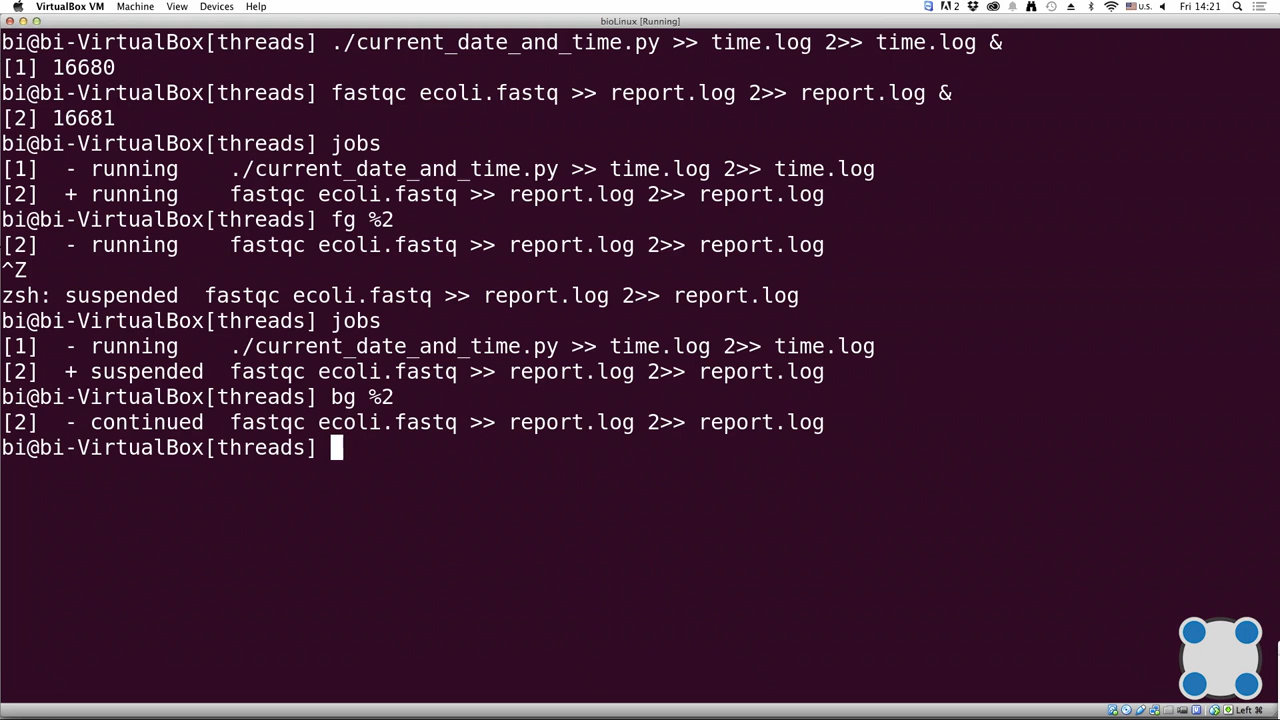 VirtualBox VM Machine View Devices Help
2 U.S. Fri 14:21
bioLinux [Running]
bi@bi-VirtualBox[threads] ./current_date_and_time.py >> time.log 2>> time.log &
[1] 16680
bi@bi-VirtualBox[threads] fastqc ecoli.fastq >> report.log 2>> report.log &
[2] 16681
bi@bi-VirtualBox[threads] jobs
[1]  - running    ./current_date_and_time.py >> time.log 2>> time.log
[2]  + running    fastqc ecoli.fastq >> report.log 2>> report.log
bi@bi-VirtualBox[threads] fg %2
[2]  - running    fastqc ecoli.fastq >> report.log 2>> report.log
^Z
zsh: suspended  fastqc ecoli.fastq >> report.log 2>> report.log
bi@bi-VirtualBox[threads] jobs
[1]  - running    ./current_date_and_time.py >> time.log 2>> time.log
[2]  + suspended  fastqc ecoli.fastq >> report.log 2>> report.log
bi@bi-VirtualBox[threads] bg %2
[2]  - continued  fastqc ecoli.fastq >> report.log 2>> report.log
bi@bi-VirtualBox[threads]
Left ⌘